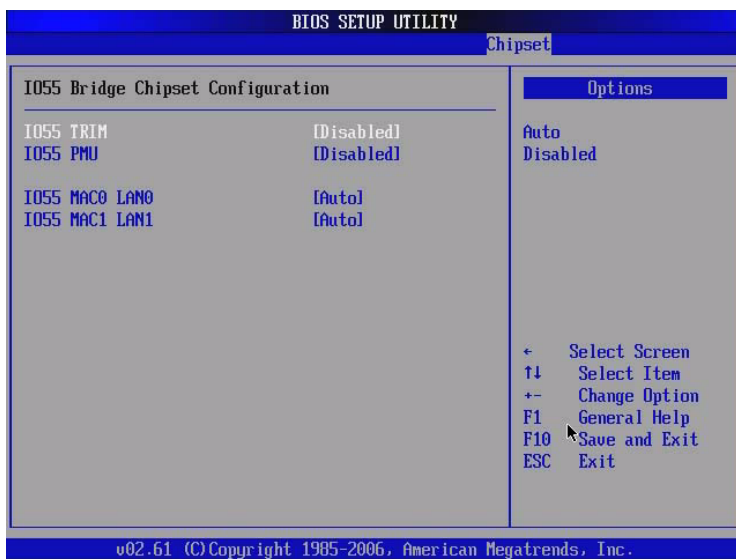 BIOS SETUP UTILITY
Chipset
IO55 Bridge Chipset Configuration
IO55 TRIM [Disabled]
IO55 PMU [Disabled]
IO55 MAC0 LAN0 [Auto]
IO55 MAC1 LAN1 [Auto]
Options
Auto
Disabled
← Select Screen
↑↓ Select Item
+- Change Option
F1 General Help
F10 Save and Exit
ESC Exit
v02.61 (C)Copyright 1985-2006, American Megatrends, Inc.